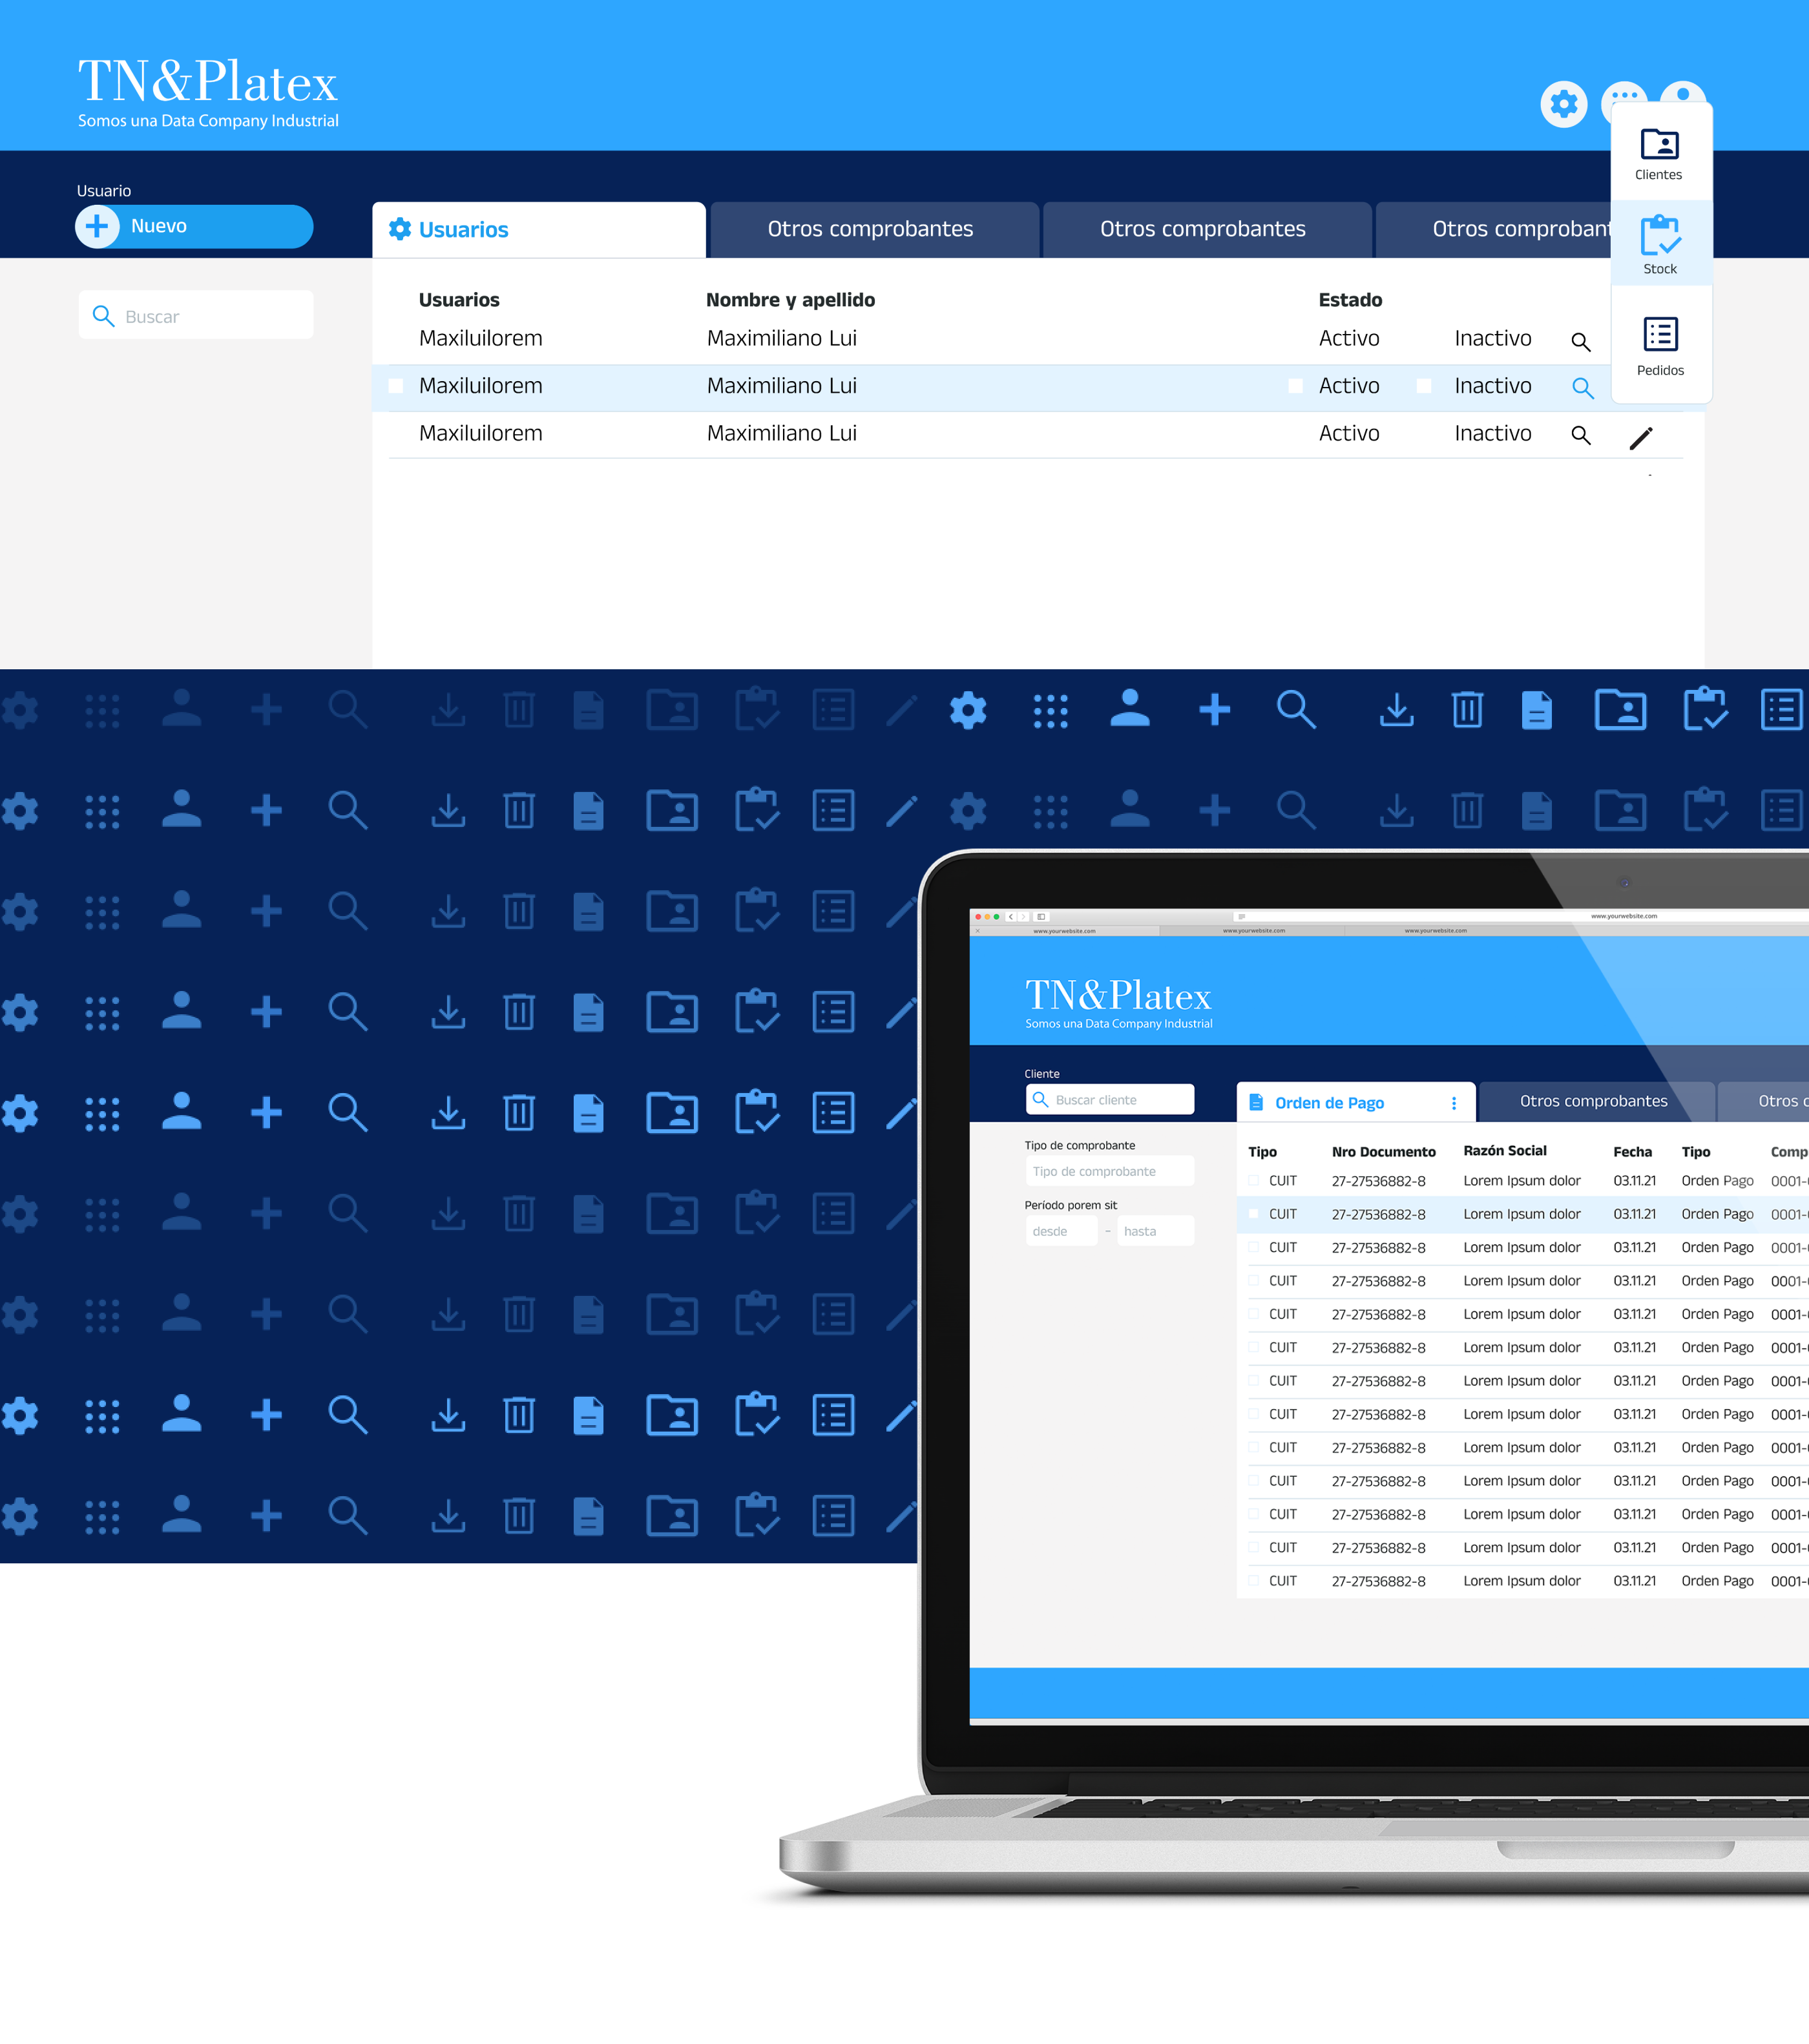 TN&Platex
Somos una Data Company Industrial
Clientes
Stock
Pedidos
Usuario
Nuevo
Usuarios
Otros comprobantes
Otros comprobantes
Otros comprobant
Buscar
Usuarios Nombre y apellido Estado
Maxiluilorem Maximiliano Lui Activo Inactivo
Maxiluilorem Maximiliano Lui Activo Inactivo
Maxiluilorem Maximiliano Lui Activo Inactivo
www.yourwebsite.com
www.yourwebsite.com www.yourwebsite.com www.yourwebsite.com
TN&Platex
Somos una Data Company Industrial
Cliente
Buscar cliente
Orden de Pago
Otros comprobantes
Otros c
Tipo de comprobante
Tipo de comprobante
Período porem sit
desde - hasta
Tipo Nro Documento Razón Social Fecha Tipo Comp
CUIT 27-27536882-8 Lorem Ipsum dolor 03.11.21 Orden Pago 0001-
CUIT 27-27536882-8 Lorem Ipsum dolor 03.11.21 Orden Pago 0001-
CUIT 27-27536882-8 Lorem Ipsum dolor 03.11.21 Orden Pago 0001-
CUIT 27-27536882-8 Lorem Ipsum dolor 03.11.21 Orden Pago 0001-
CUIT 27-27536882-8 Lorem Ipsum dolor 03.11.21 Orden Pago 0001-
CUIT 27-27536882-8 Lorem Ipsum dolor 03.11.21 Orden Pago 0001-
CUIT 27-27536882-8 Lorem Ipsum dolor 03.11.21 Orden Pago 0001-
CUIT 27-27536882-8 Lorem Ipsum dolor 03.11.21 Orden Pago 0001-
CUIT 27-27536882-8 Lorem Ipsum dolor 03.11.21 Orden Pago 0001-
CUIT 27-27536882-8 Lorem Ipsum dolor 03.11.21 Orden Pago 0001-
CUIT 27-27536882-8 Lorem Ipsum dolor 03.11.21 Orden Pago 0001-
CUIT 27-27536882-8 Lorem Ipsum dolor 03.11.21 Orden Pago 0001-
CUIT 27-27536882-8 Lorem Ipsum dolor 03.11.21 Orden Pago 0001-